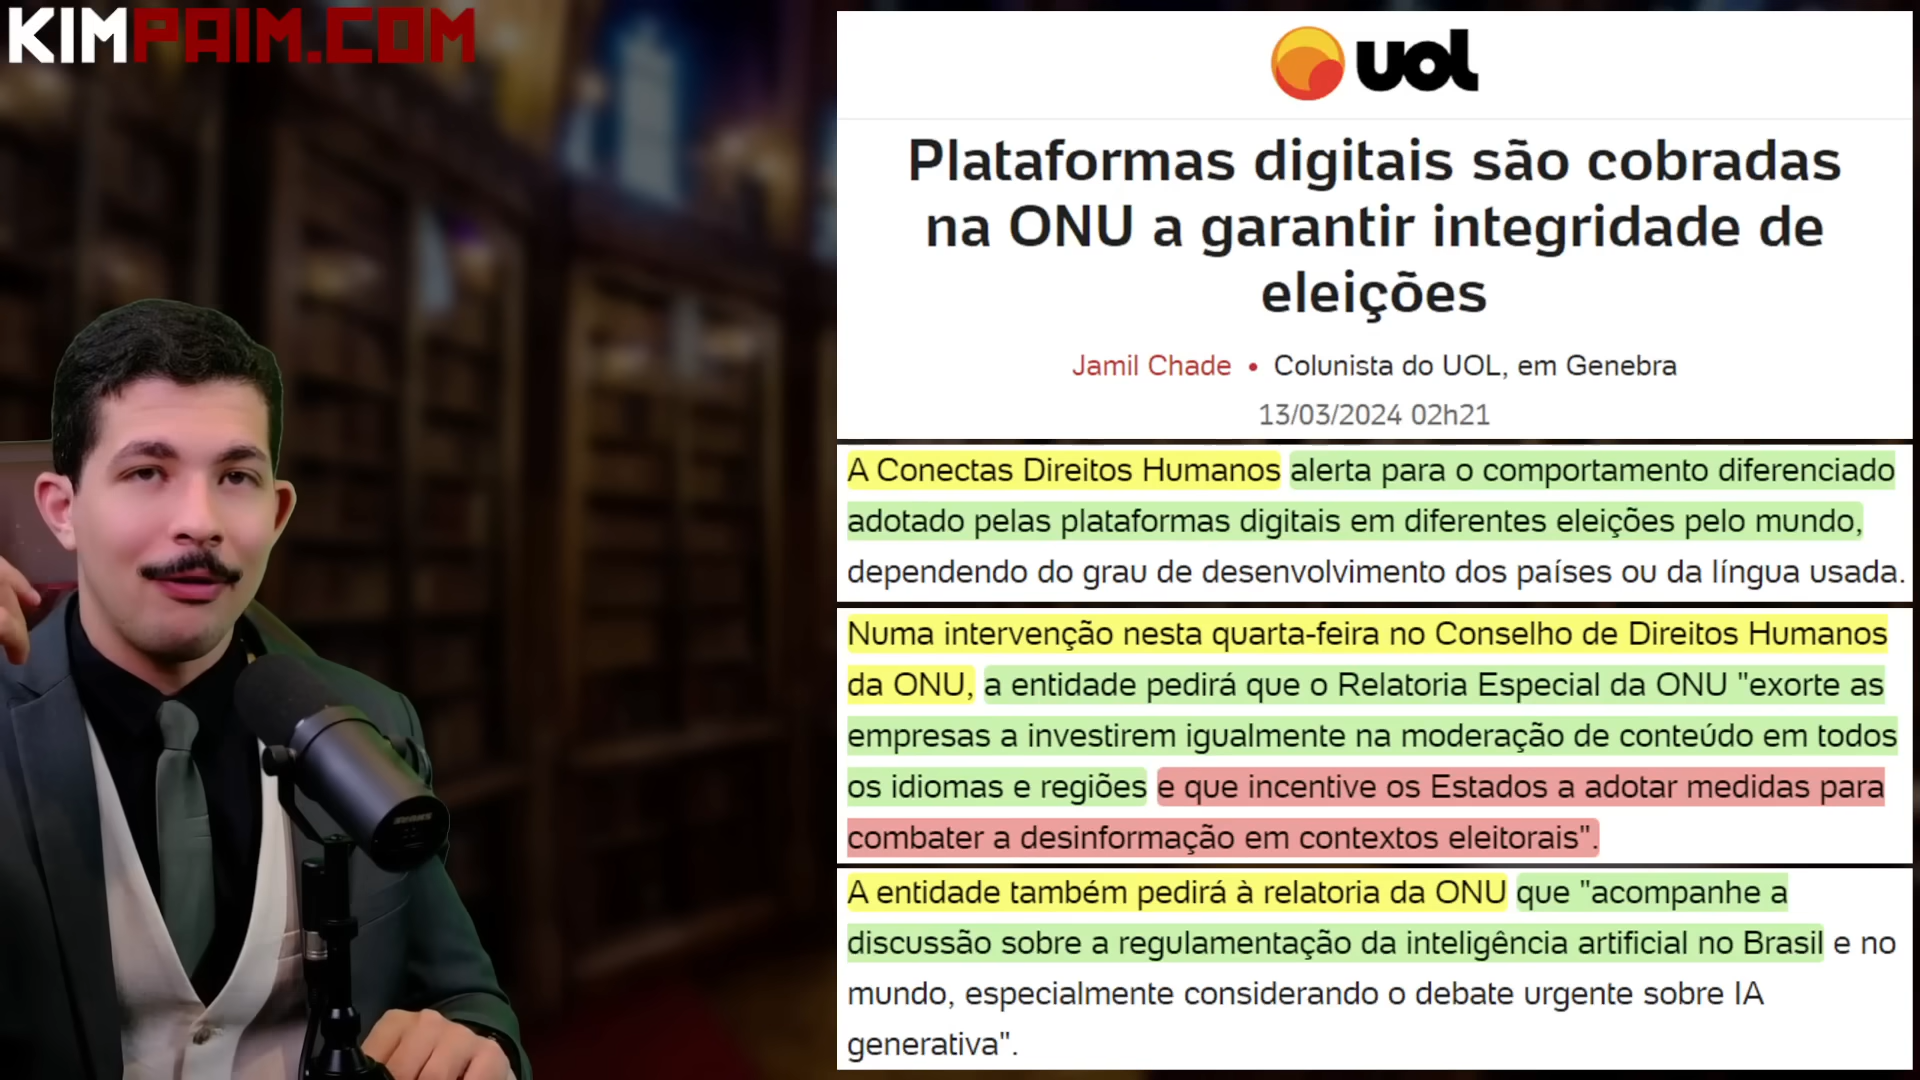 KIMPAIM.COM
uol
Plataformas digitais são cobradas
na ONU a garantir integridade de
eleições
Jamil Chade • Colunista do UOL, em Genebra
13/03/2024 02h21
A Conectas Direitos Humanos alerta para o comportamento diferenciado
adotado pelas plataformas digitais em diferentes eleições pelo mundo,
dependendo do grau de desenvolvimento dos países ou da língua usada.
Numa intervenção nesta quarta-feira no Conselho de Direitos Humanos
da ONU, a entidade pedirá que o Relatoria Especial da ONU "exorte as
empresas a investirem igualmente na moderação de conteúdo em todos
os idiomas e regiões e que incentive os Estados a adotar medidas para
combater a desinformação em contextos eleitorais".
A entidade também pedirá à relatoria da ONU que "acompanhe a
discussão sobre a regulamentação da inteligência artificial no Brasil e no
mundo, especialmente considerando o debate urgente sobre IA
generativa".